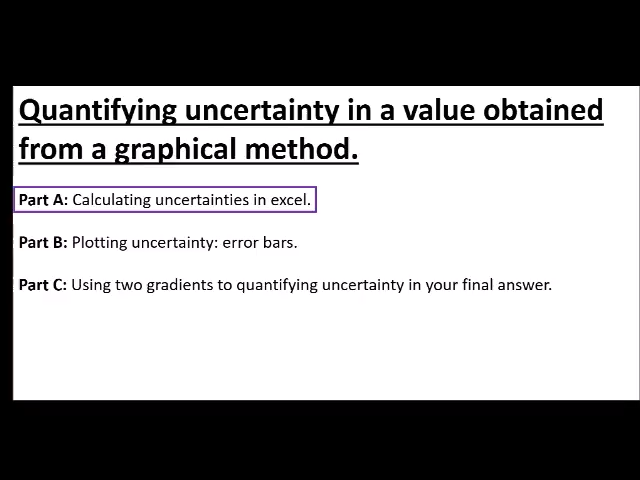 Quantifying uncertainty in a value obtained
from a graphical method.
Part A: Calculating uncertainties in excel.
Part B: Plotting uncertainty: error bars.
Part C: Using two gradients to quantifying uncertainty in your final answer.